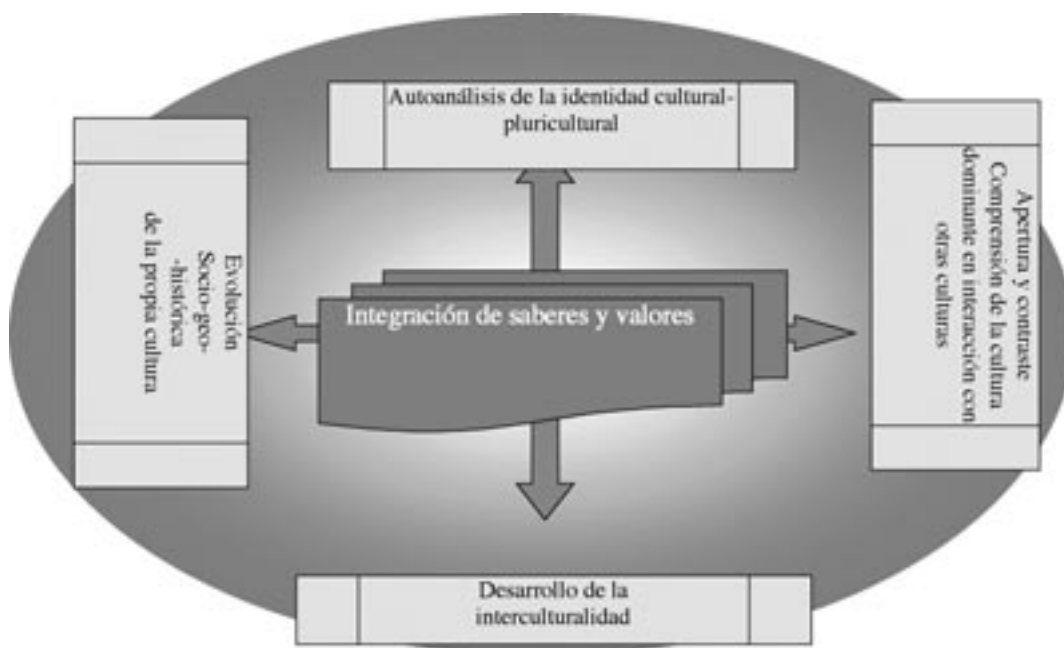 Autoanálisis de la identidad cultural-
pluricultural
Evolución
Socio-geo-
-histórica
de la propia cultura
Integración de saberes y valores
Apertura y contraste
Comprensión de la cultura
dominante en interacción con
otras culturas
Desarrollo de la
interculturalidad